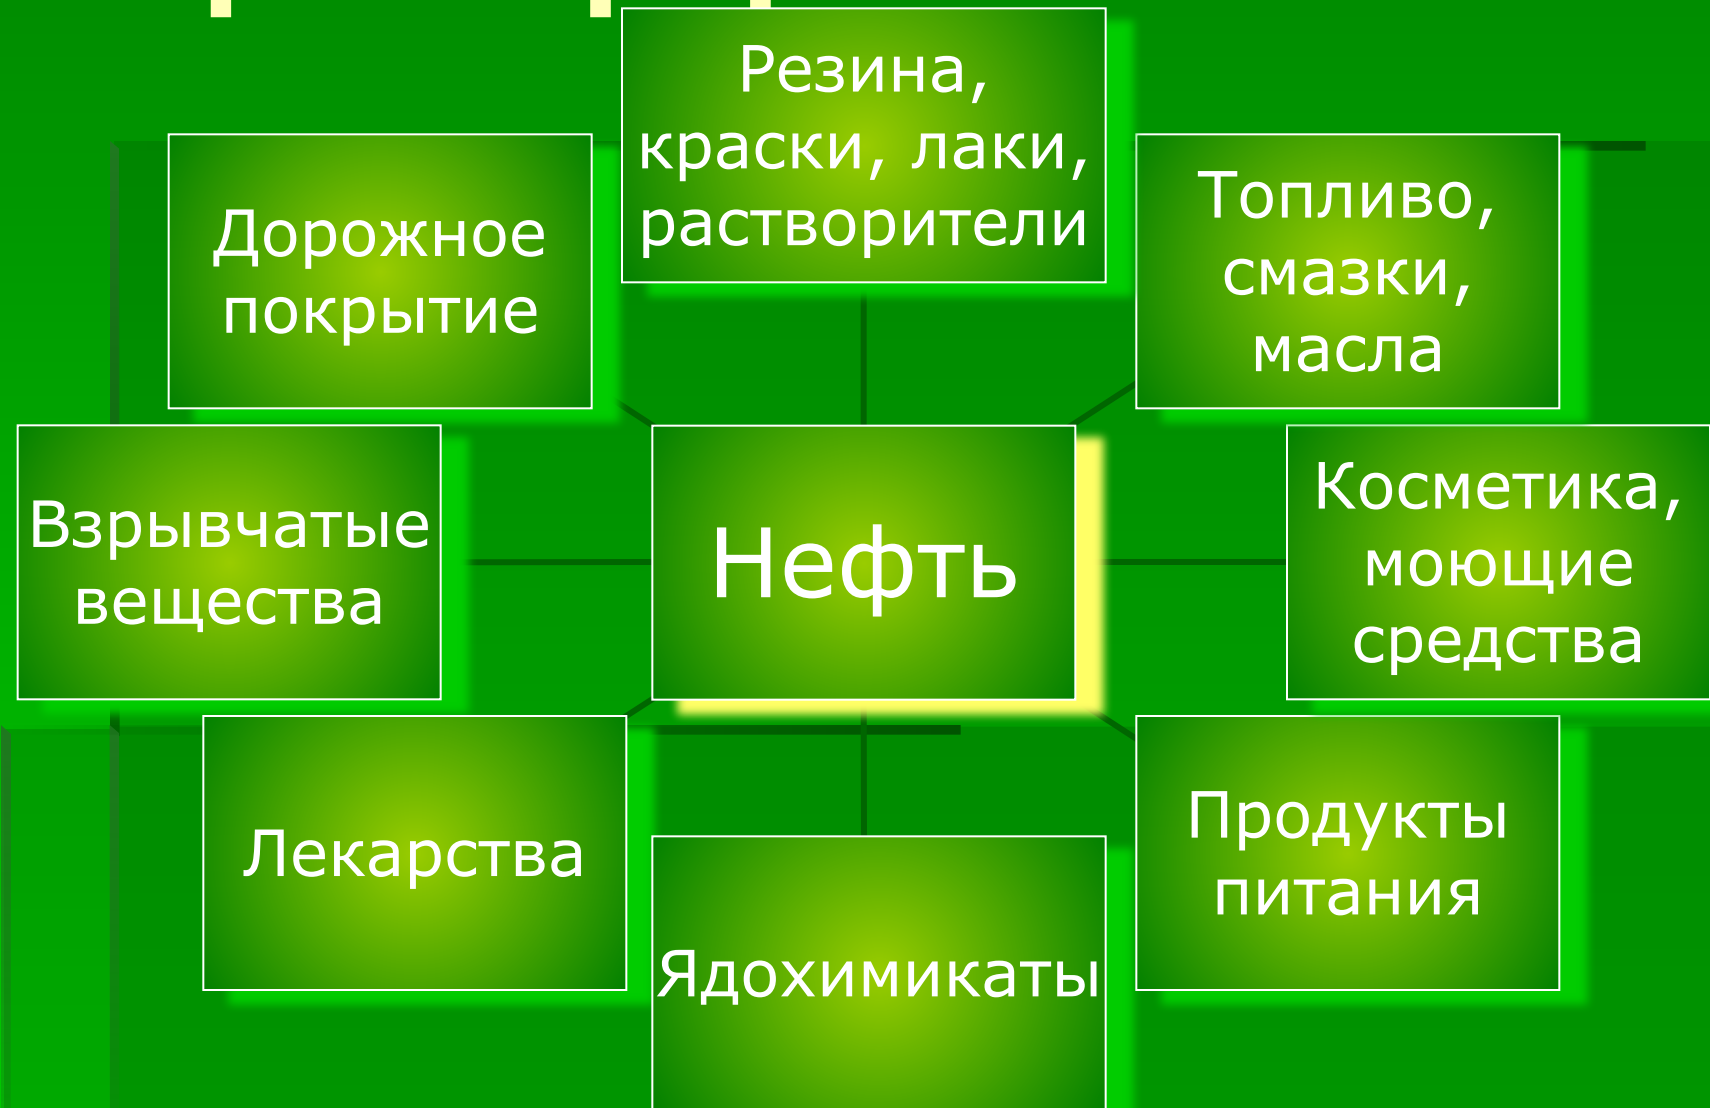 Резина,
краски, лаки,
растворители
Дорожное
покрытие
Топливо,
смазки,
масла
Взрывчатые
вещества
Нефть
Косметика,
моющие
средства
Лекарства
Ядохимикаты
Продукты
питания